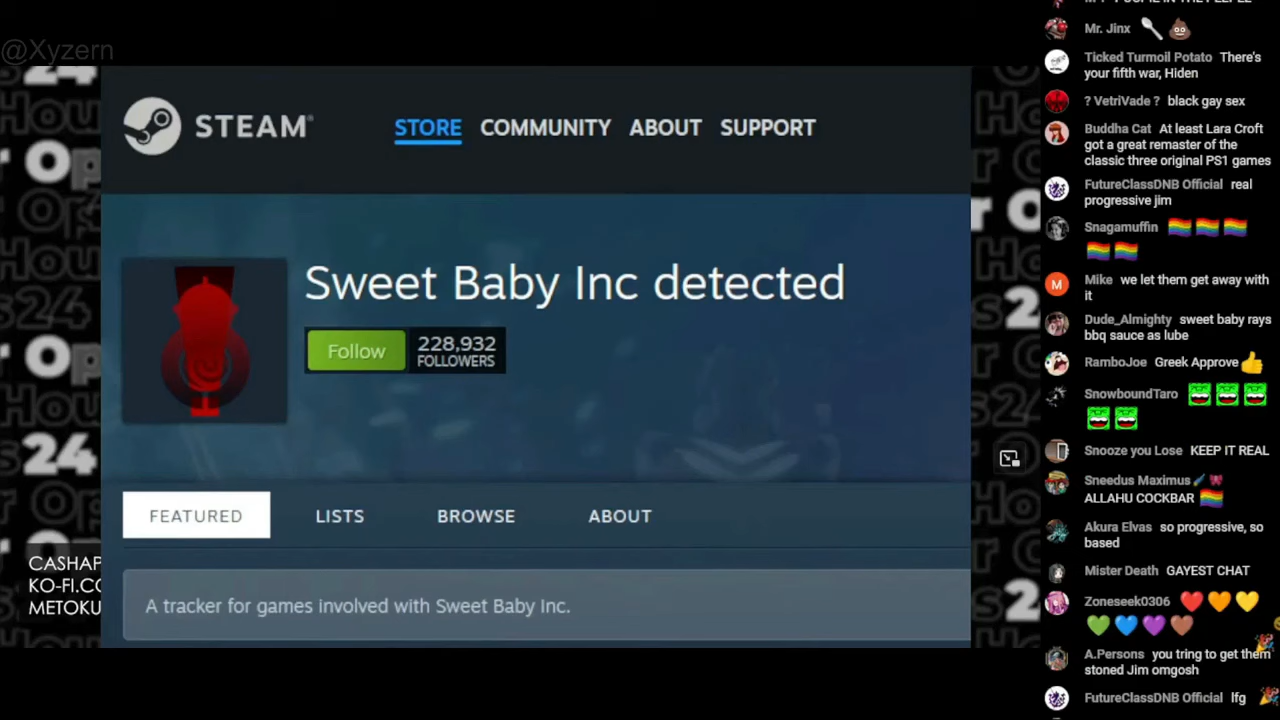 @Xyzern
STEAM
STORE COMMUNITY ABOUT SUPPORT
Sweet Baby Inc detected
Follow
228,932
FOLLOWERS
FEATURED LISTS BROWSE ABOUT
A tracker for games involved with Sweet Baby Inc.
CASHAP
KO-FI.CO
METOKU
24
Mr. Jinx
Ticked Turmoil Potato There's
your fifth war, Hiden
? VetriVade ? black gay sex
Buddha Cat At least Lara Croft
got a great remaster of the
classic three original PS1 games
FutureClassDNB Official real
progressive jim
Snagamuffin
Mike we let them get away with
it
Dude_Almighty sweet baby rays
bbq sauce as lube
RamboJoe Greek Approve
SnowboundTaro
Snooze you Lose KEEP IT REAL
Sneedus Maximus
ALLAHU COCKBAR
Akura Elvas so progressive, so
based
Mister Death GAYEST CHAT
Zoneseek0306
A.Persons you tring to get them
stoned Jim omgosh
FutureClassDNB Official lfg